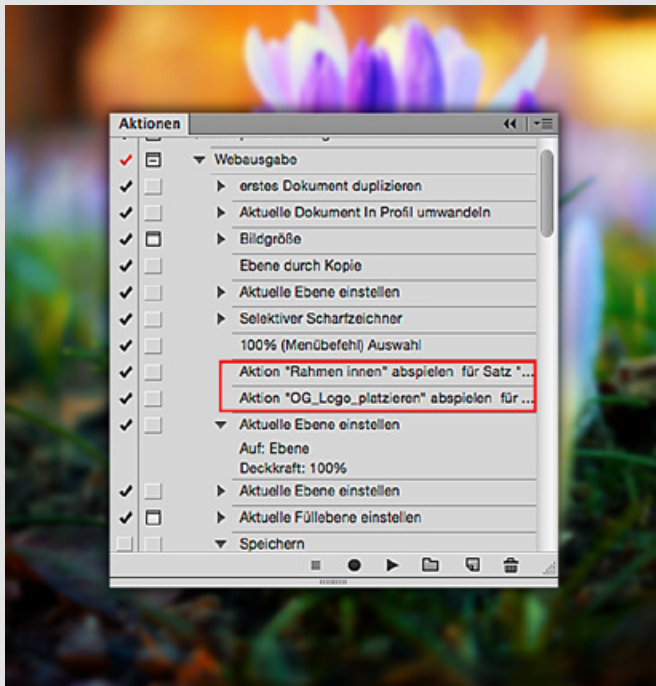 Aktionen
Webausgabe
erstes Dokument duplizieren
Aktuelle Dokument In Profil umwandeln
Bildgröße
Ebene durch Kopie
Aktuelle Ebene einstellen
Selektiver Scharfzeichner
100% (Menübefehl) Auswahl
Aktion "Rahmen innen" abspielen für Satz "...
Aktion "OG_Logo_platzieren" abspielen für ...
Aktuelle Ebene einstellen
Auf: Ebene
Deckkraft: 100%
Aktuelle Ebene einstellen
Aktuelle Füllebene einstellen
Speichern